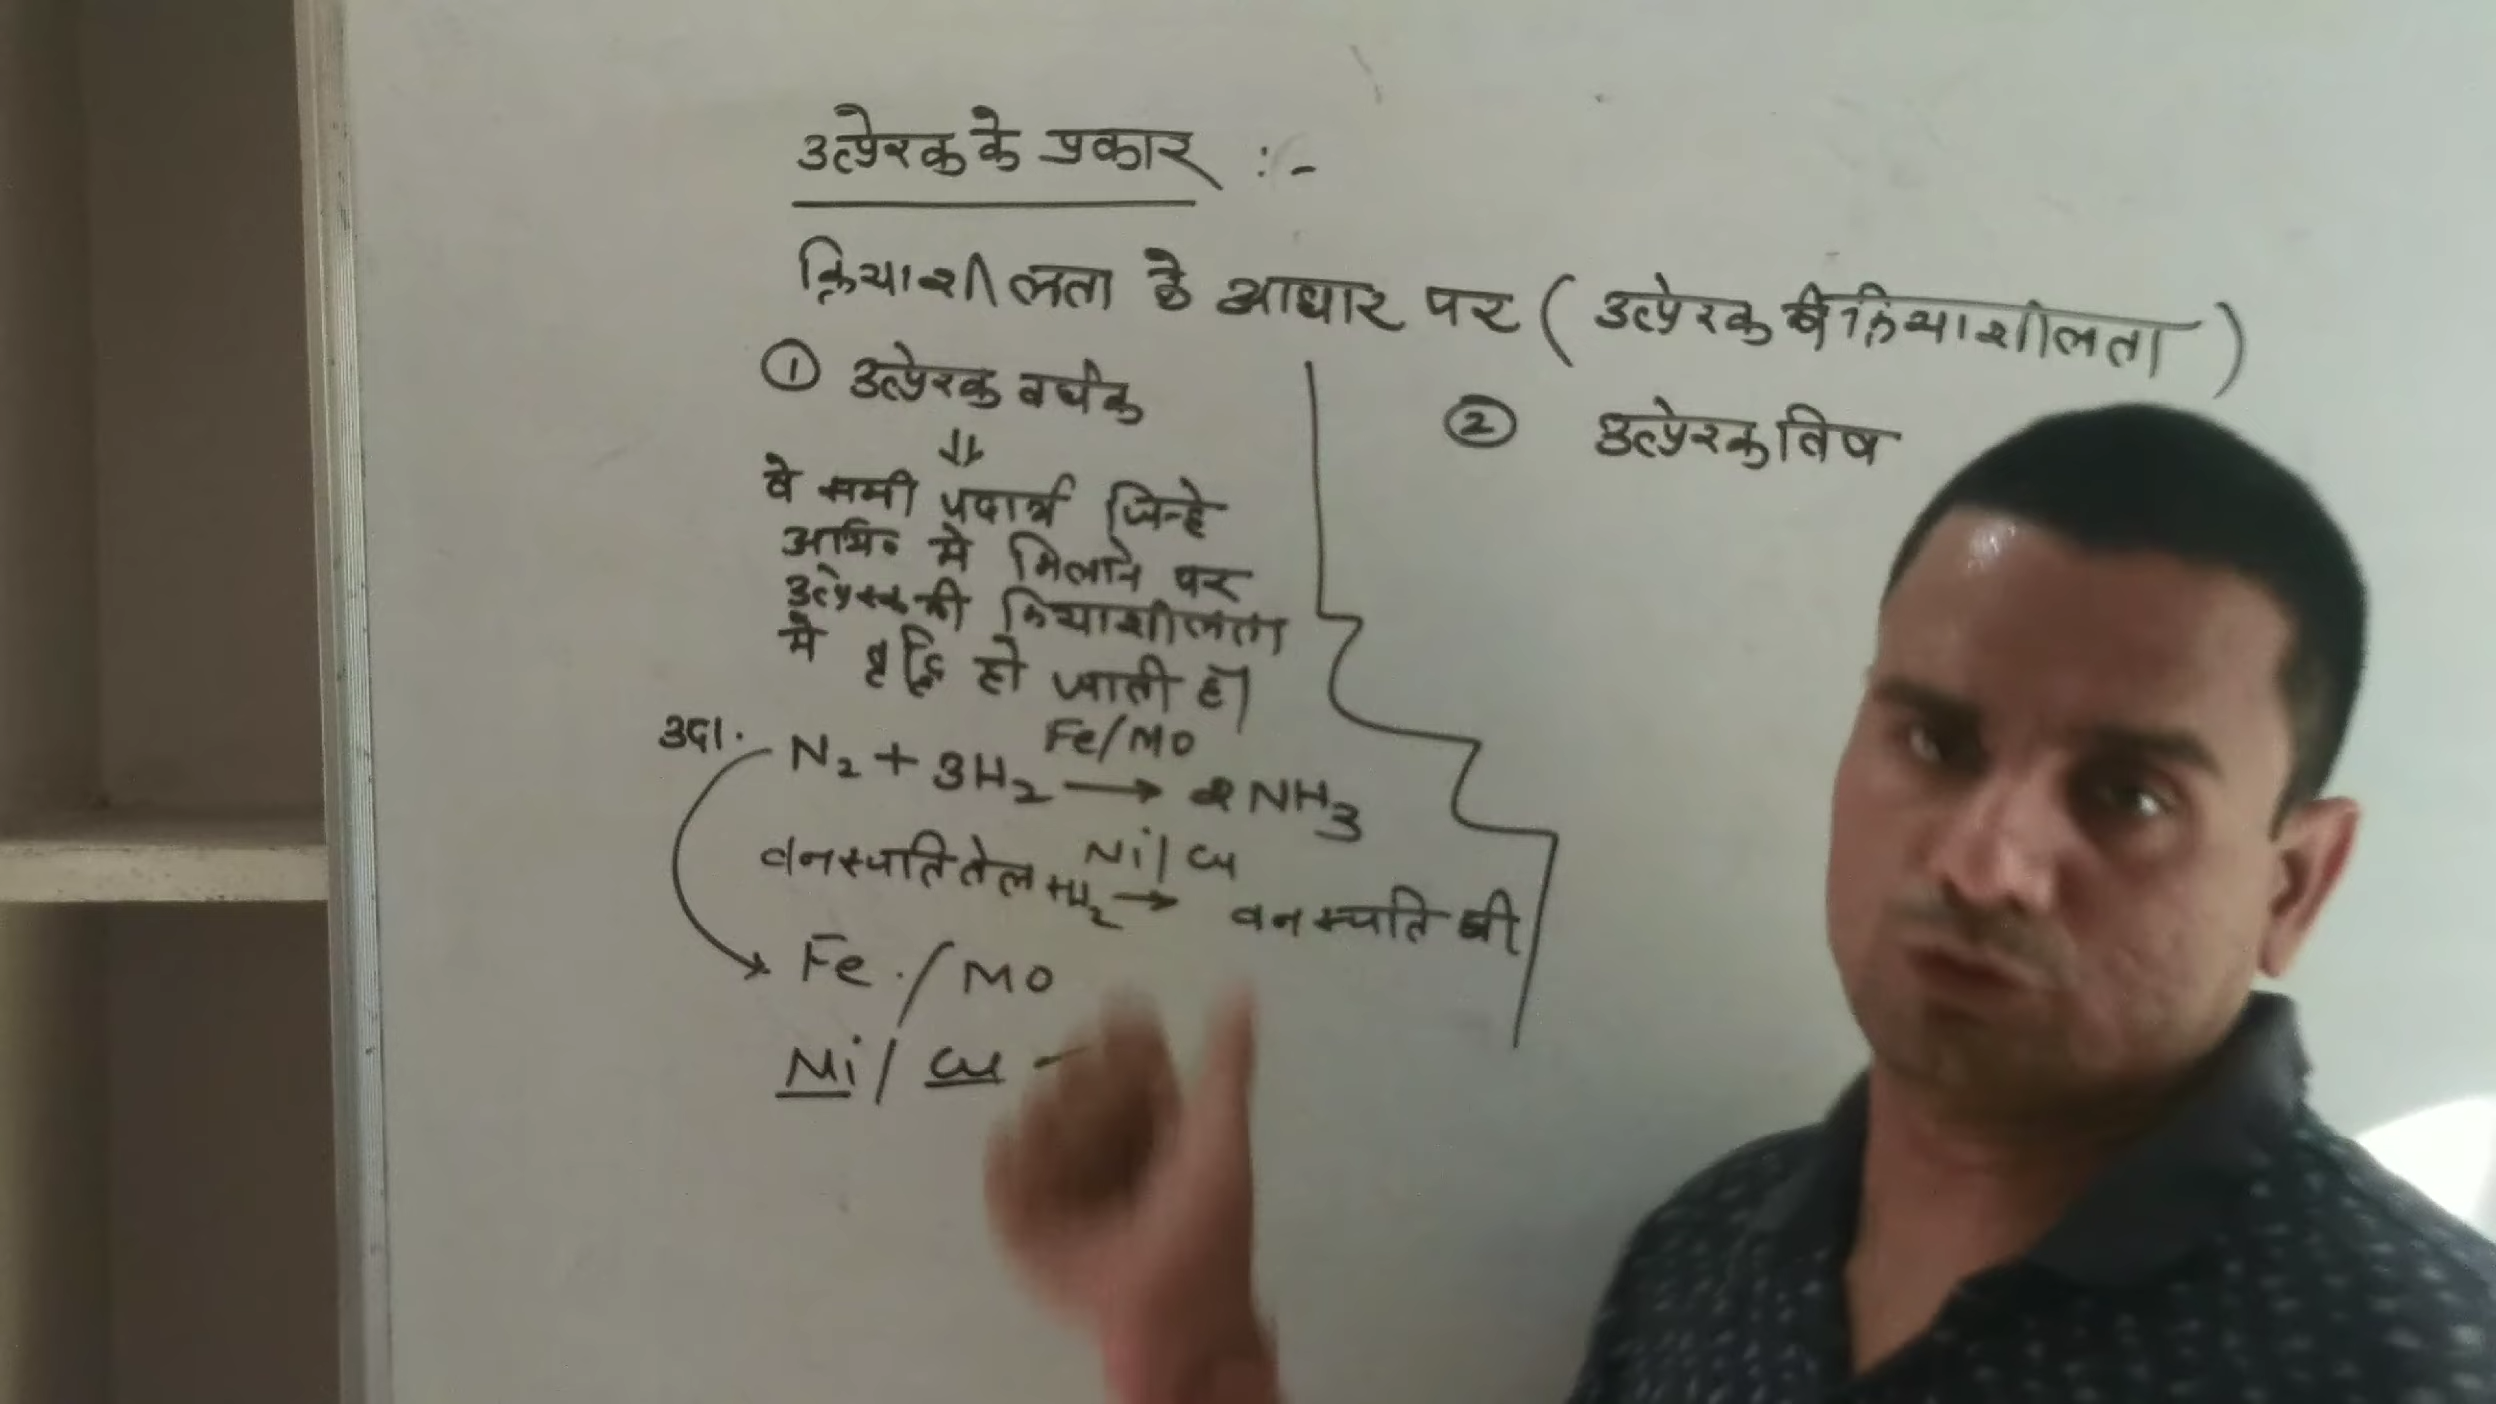 उत्प्रेरक के प्रकार :-
क्रियाशीलता के आधार पर ( उत्प्रेरक की क्रियाशीलता )
① उत्प्रेरक वर्धक
⇓
वे सभी पदार्थ जिन्हे
अभि० मे मिलाने पर
उत्प्रेरक की क्रियाशीलता
मे वृद्धि हो जाती है।
उदा. N₂ + 3H₂ Fe/Mo → 2NH₃
वनस्पति तेल + H₂ Ni/Cu → वनस्पति घी
Fe / Mo
Ni / Cu -
② उत्प्रेरक विष